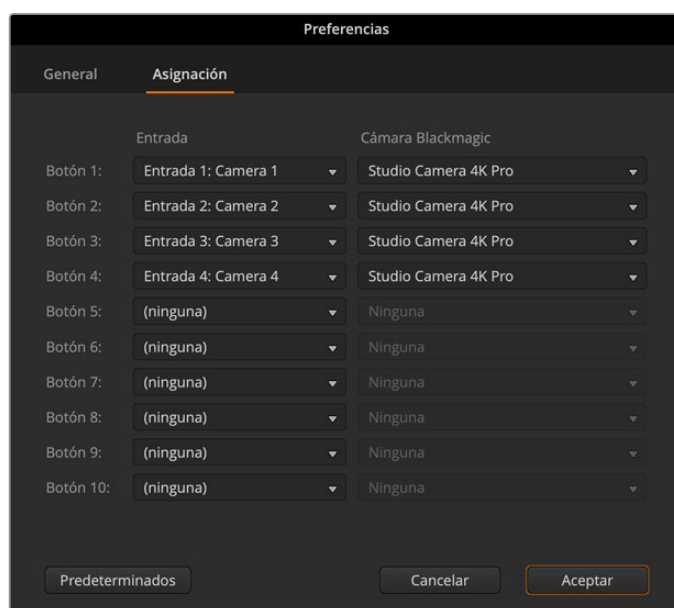 Preferencias
General Asignación
Entrada Cámara Blackmagic
Botón 1: Entrada 1: Camera 1 Studio Camera 4K Pro
Botón 2: Entrada 2: Camera 2 Studio Camera 4K Pro
Botón 3: Entrada 3: Camera 3 Studio Camera 4K Pro
Botón 4: Entrada 4: Camera 4 Studio Camera 4K Pro
Botón 5: (ninguna) Ninguna
Botón 6: (ninguna) Ninguna
Botón 7: (ninguna) Ninguna
Botón 8: (ninguna) Ninguna
Botón 9: (ninguna) Ninguna
Botón 10: (ninguna) Ninguna
Predeterminados Cancelar Aceptar